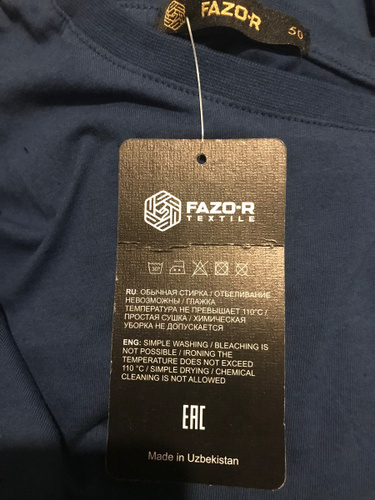 FAZO-R
50
FAZO-R
TEXTILE
30°
RU: ОБЫЧНАЯ СТИРКА / ОТБЕЛИВАНИЕ
НЕВОЗМОЖНЫ / ГЛАЖКА
ТЕМПЕРАТУРА НЕ ПРЕВЫШАЕТ 110°C /
ПРОСТАЯ СУШКА / ХИМИЧЕСКАЯ
УБОРКА НЕ ДОПУСКАЕТСЯ
ENG: SIMPLE WASHING / BLEACHING IS
NOT POSSIBLE / IRONING THE
TEMPERATURE DOES NOT EXCEED
110 °C / SIMPLE DRYING / CHEMICAL
CLEANING IS NOT ALLOWED
EAC
Made in Uzbekistan